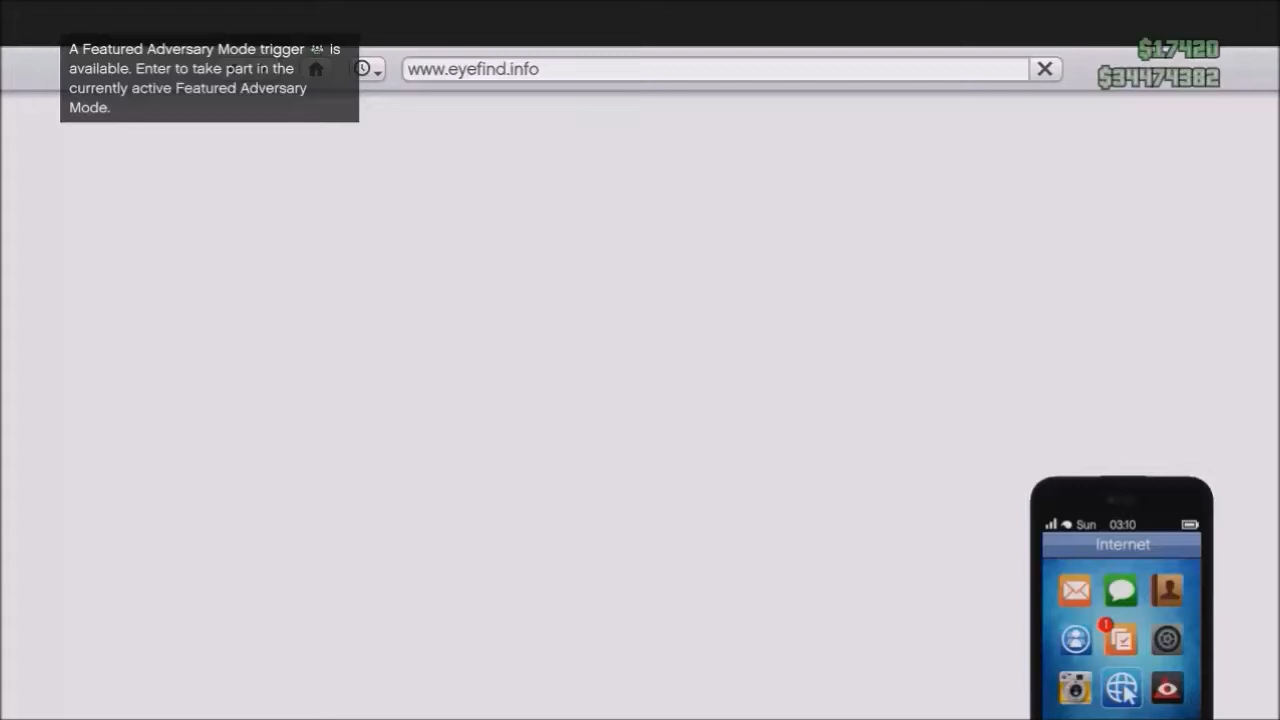 A Featured Adversary Mode trigger is
available. Enter to take part in the
currently active Featured Adversary
Mode.
www.eyefind.info
$17420
$34474382
Sun 03:10
Internet
1